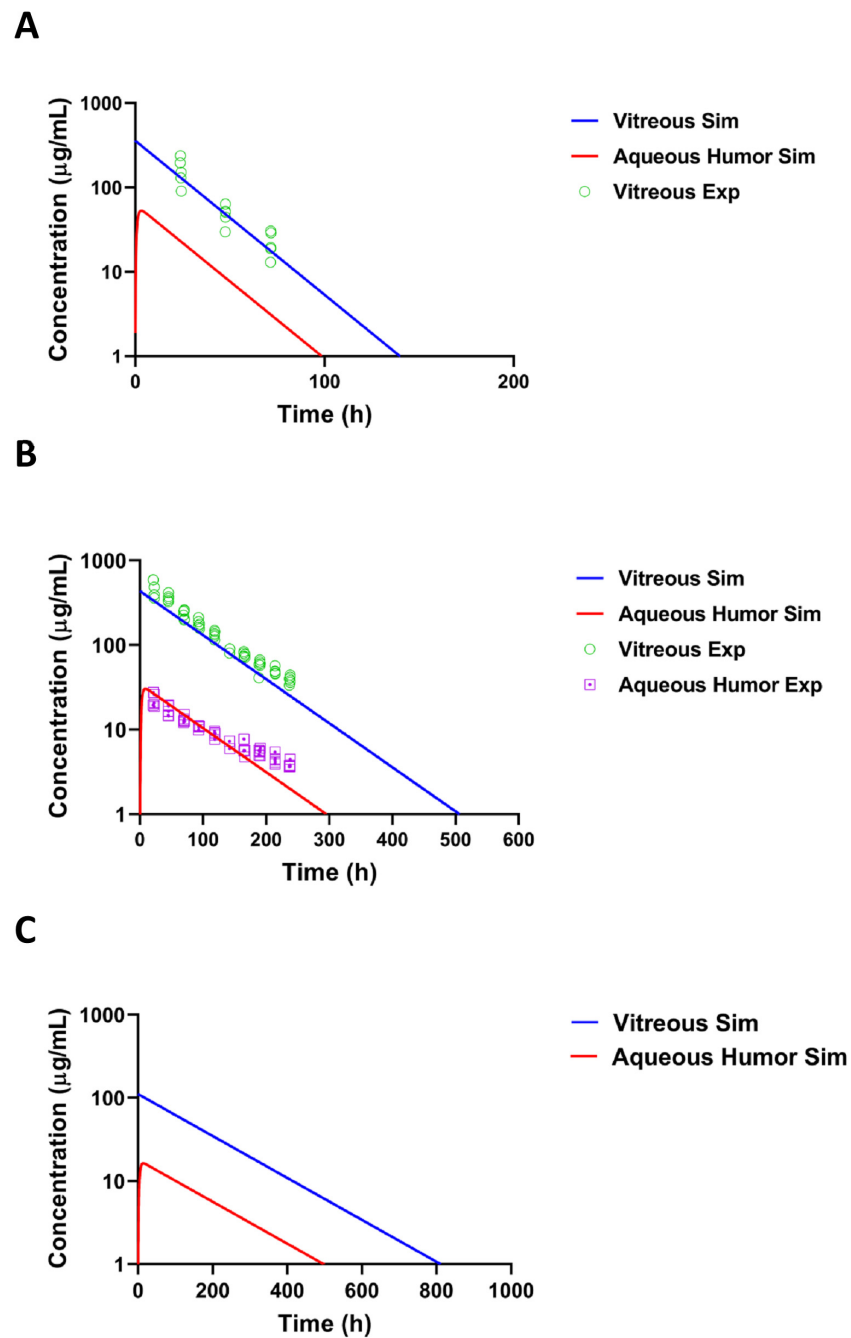 A
Concentration (µg/mL)
1000
100
10
1
0
100
200
Time (h)
Vitreous Sim
Aqueous Humor Sim
Vitreous Exp
B
Concentration (µg/mL)
1000
100
10
1
0
100
200
300
400
500
600
Time (h)
Vitreous Sim
Aqueous Humor Sim
Vitreous Exp
Aqueous Humor Exp
C
Concentration (µg/mL)
1000
100
10
1
0
200
400
600
800
1000
Time (h)
Vitreous Sim
Aqueous Humor Sim